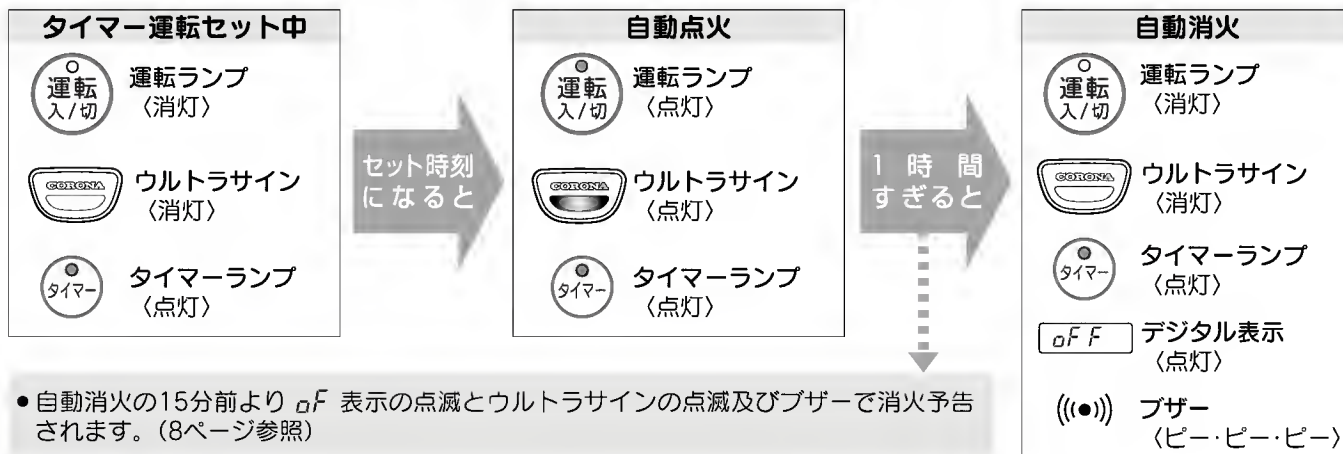 タイマー運転セット中
運転
入/切
運転ランプ
〈消灯〉
CORONA
ウルトラサイン
〈消灯〉
タイマー
タイマーランプ
〈点灯〉
セット時刻
になると
自動点火
運転
入/切
運転ランプ
〈点灯〉
CORONA
ウルトラサイン
〈点灯〉
タイマー
タイマーランプ
〈点灯〉
1時間
すぎると
自動消火
運転
入/切
運転ランプ
〈消灯〉
CORONA
ウルトラサイン
〈消灯〉
タイマー
タイマーランプ
〈点灯〉
oFF
デジタル表示
〈点灯〉
ブザー
〈ピー・ピー・ピー〉
●自動消火の15分前より oF 表示の点滅とウルトラサインの点滅及びブザーで消火予告
されます。(8ページ参照)